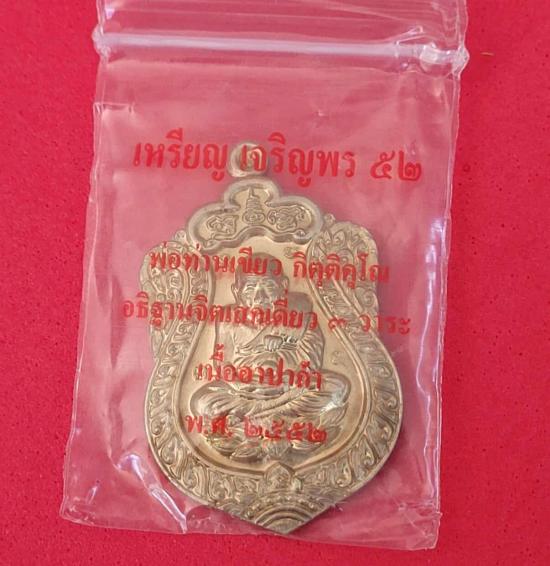 เหรียญ เจริญพร ๕๒
พ่อท่านเขียว กิตฺติคุโณ
อธิฐานจิตเสกเดี่ยว ๓ วาระ
เนื้ออาปาก้า
พ.ศ. ๒๕๕๒